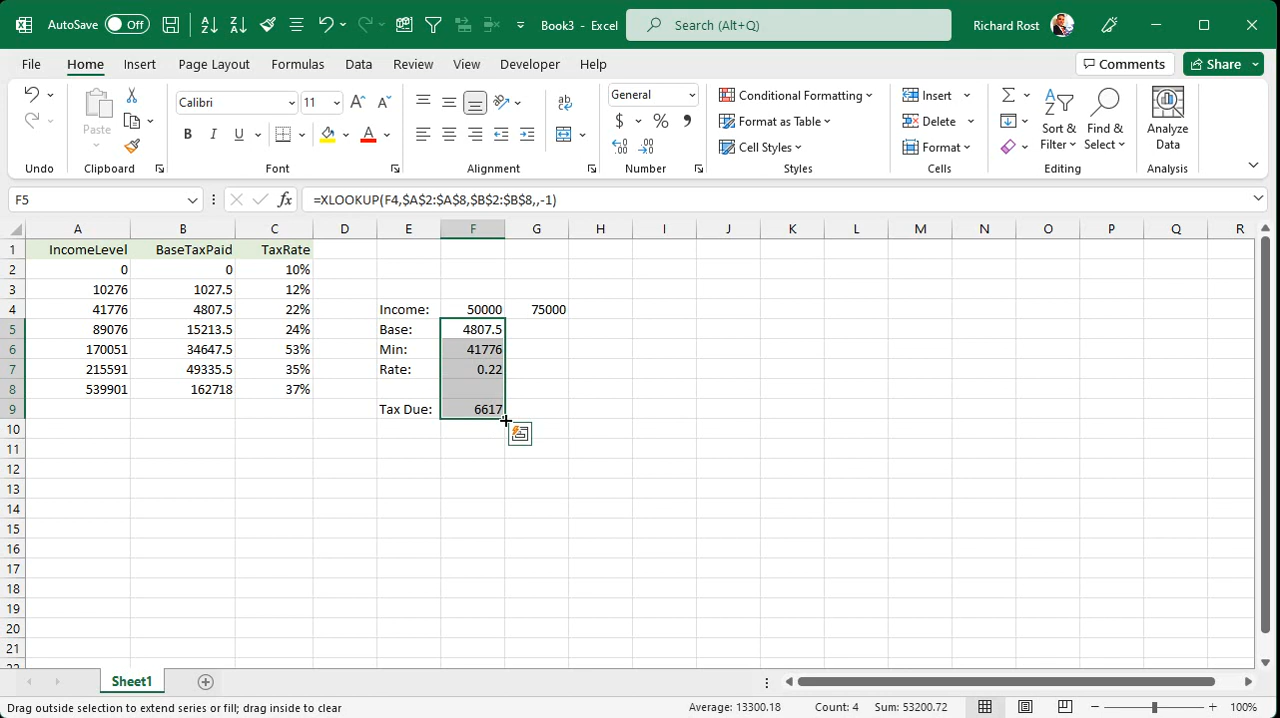 AutoSave Off Book3 - Excel Search (Alt+Q) Richard Rost
File Home Insert Page Layout Formulas Data Review View Developer Help Comments Share
Paste Calibri 11 General Conditional Formatting Insert Sort & Filter Find & Select Analyze Data
Format as Table Delete
Cell Styles Format
Undo Clipboard Font Alignment Number Styles Cells Editing Analysis
F5 =XLOOKUP(F4,$A$2:$A$8,$B$2:$B$8,,-1)
A B C D E F G H I J K L M N O P Q R
1 IncomeLevel BaseTaxPaid TaxRate
2 0 0 10%
3 10276 1027.5 12%
4 41776 4807.5 22% Income: 50000 75000
5 89076 15213.5 24% Base: 4807.5
6 170051 34647.5 53% Min: 41776
7 215591 49335.5 35% Rate: 0.22
8 539901 162718 37%
9 Tax Due: 6617
10
11
12
13
14
15
16
17
18
19
20
21
22
Sheet1
Drag outside selection to extend series or fill; drag inside to clear Average: 13300.18 Count: 4 Sum: 53200.72 100%